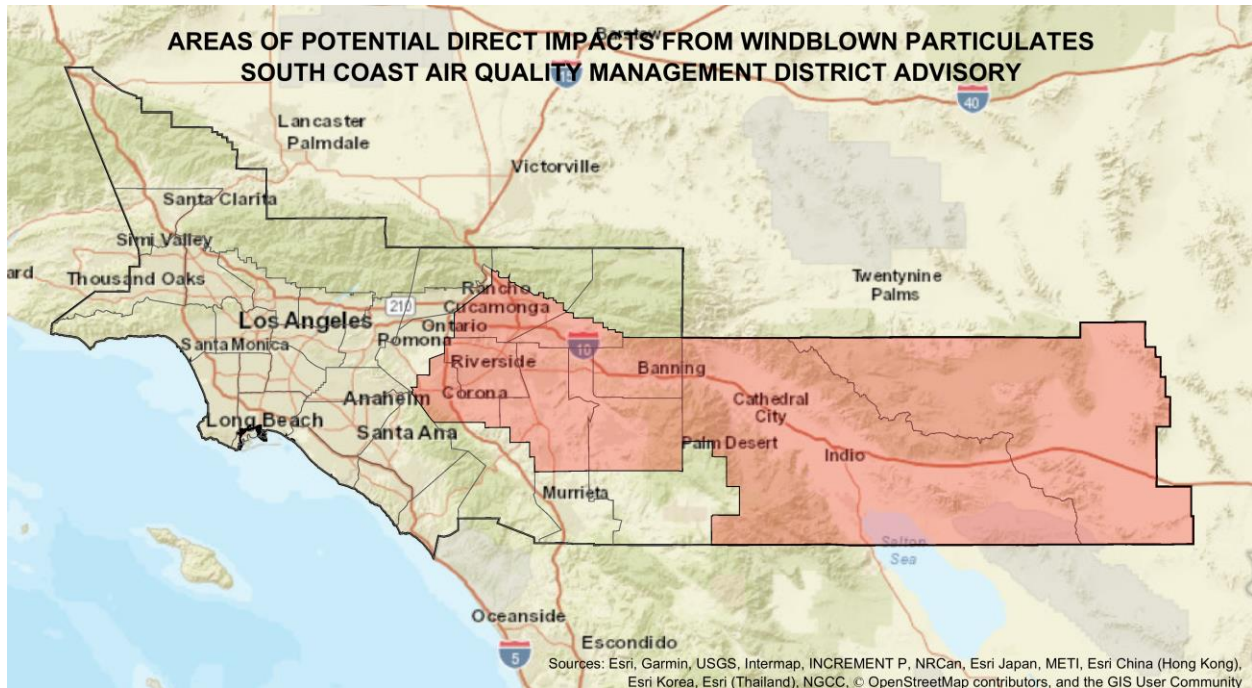 AREAS OF POTENTIAL DIRECT IMPACTS FROM WINDBLOWN PARTICULATES
SOUTH COAST AIR QUALITY MANAGEMENT DISTRICT ADVISORY
Barstow
15
40
Lancaster
Palmdale
Victorville
Santa Clarita
Simi Valley
ard
Thousand Oaks
Twentynine
Palms
Rancho
Cucamonga
210
Los Angeles
Ontario
Santa Monica
Pomona
10
Riverside
Banning
Corona
Anaheim
Cathedral
City
Long Beach
Santa Ana
Palm Desert
Indio
Murrieta
Salton
Sea
Oceanside
Escondido
5
Sources: Esri, Garmin, USGS, Intermap, INCREMENT P, NRCan, Esri Japan, METI, Esri China (Hong Kong),
Esri Korea, Esri (Thailand), NGCC, © OpenStreetMap contributors, and the GIS User Community